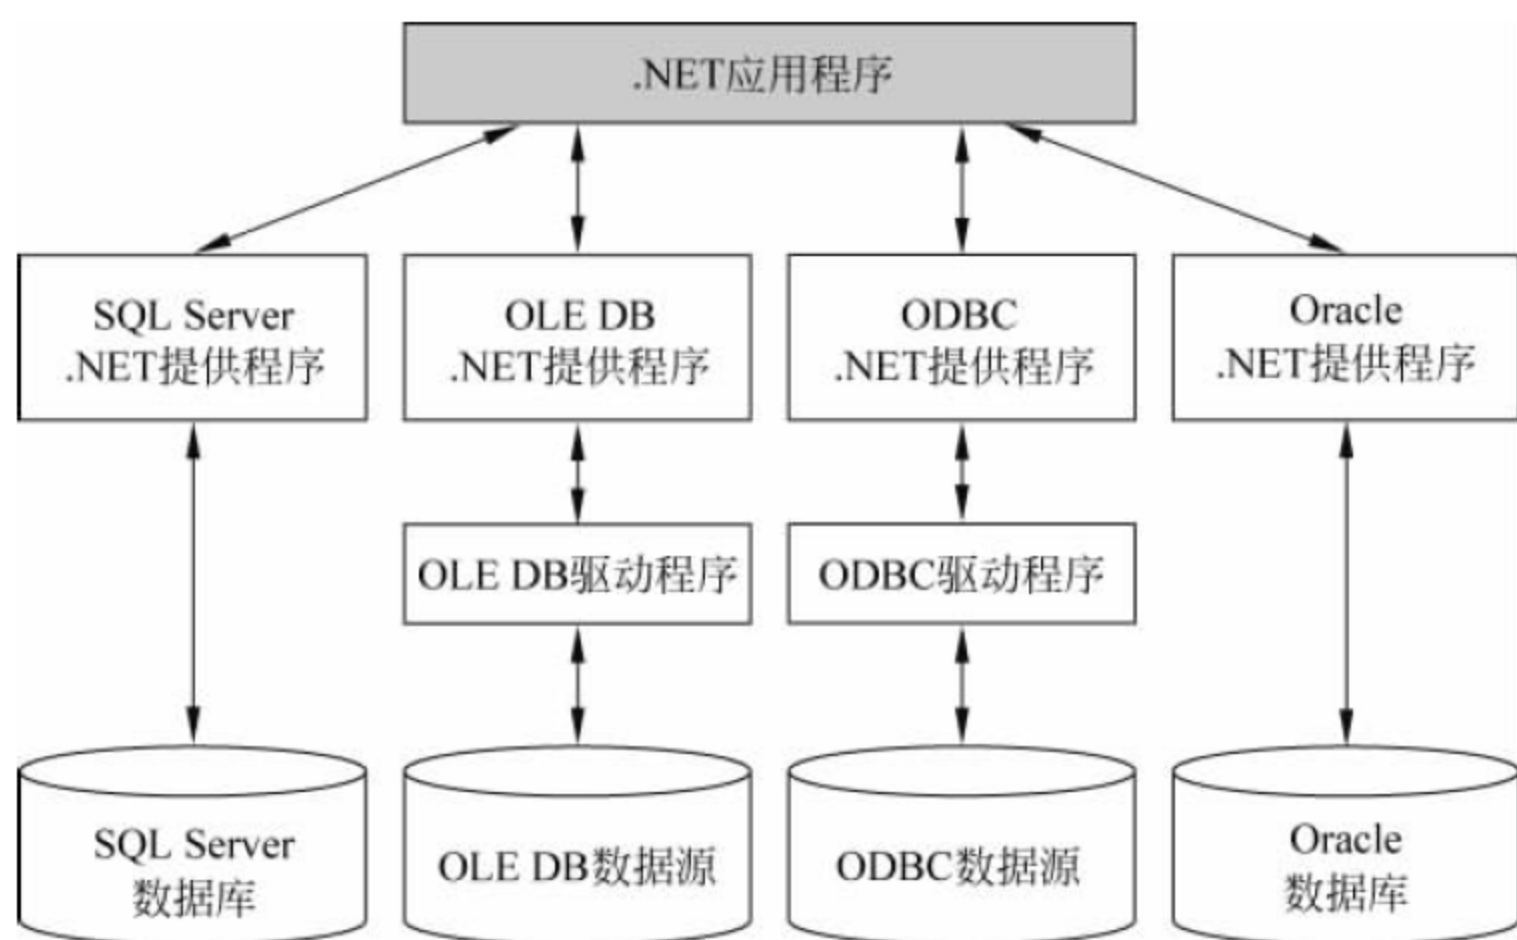 .NET应用程序
SQL Server
.NET提供程序
OLE DB
.NET提供程序
ODBC
.NET提供程序
Oracle
.NET提供程序
OLE DB驱动程序
ODBC驱动程序
SQL Server
数据库
OLE DB数据源
ODBC数据源
Oracle
数据库